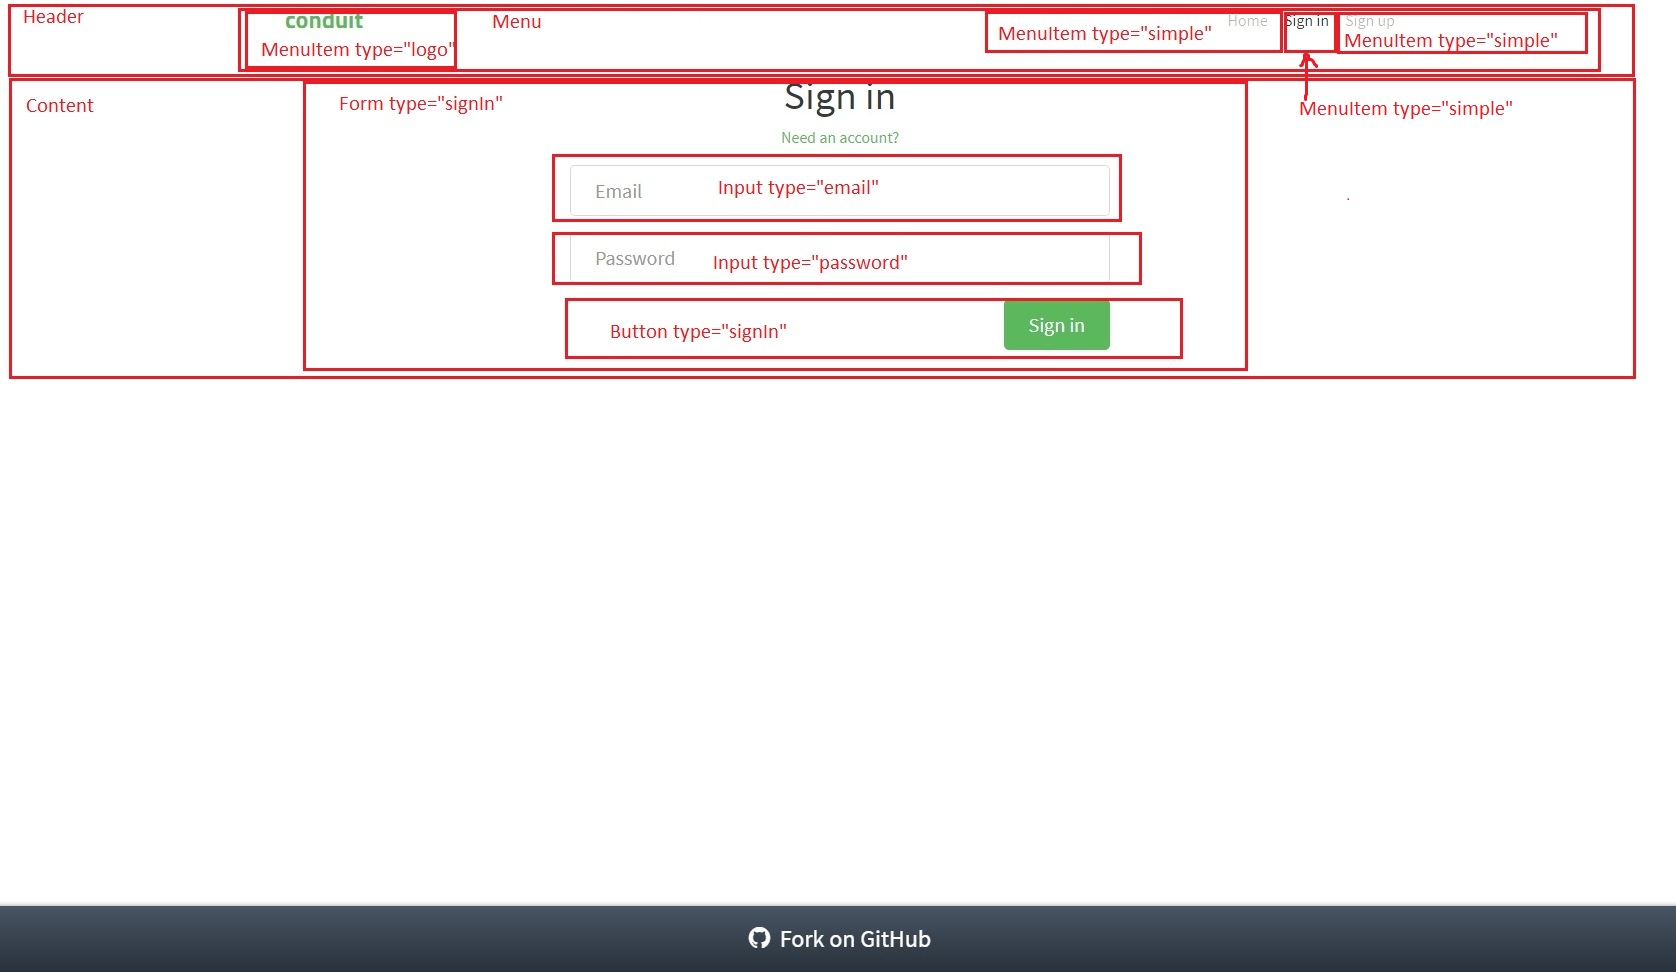 Header
conduit
Menu
Home
Sign in
Sign up
MenuItem type="logo"
MenuItem type="simple"
MenuItem type="simple"
Content
Form type="signIn"
Sign in
MenuItem type="simple"
Need an account?
Email
Input type="email"
Password
Input type="password"
Button type="signIn"
Sign in
Fork on GitHub